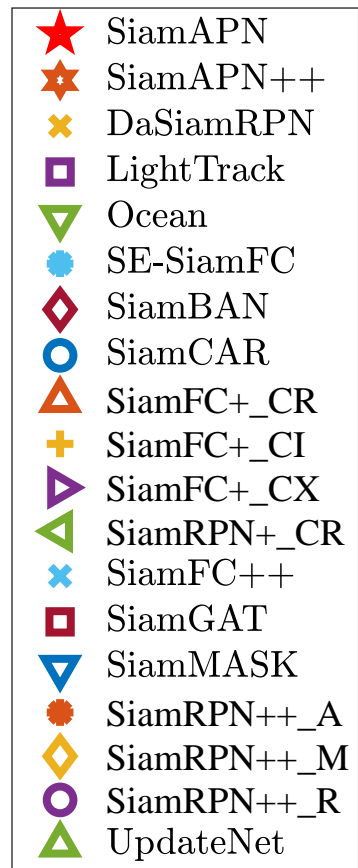 SiamAPN
SiamAPN++
DaSiamRPN
LightTrack
Ocean
SE-SiamFC
SiamBAN
SiamCAR
SiamFC+_CR
SiamFC+_CI
SiamFC+_CX
SiamRPN+_CR
SiamFC++
SiamGAT
SiamMASK
SiamRPN++_A
SiamRPN++_M
SiamRPN++_R
UpdateNet